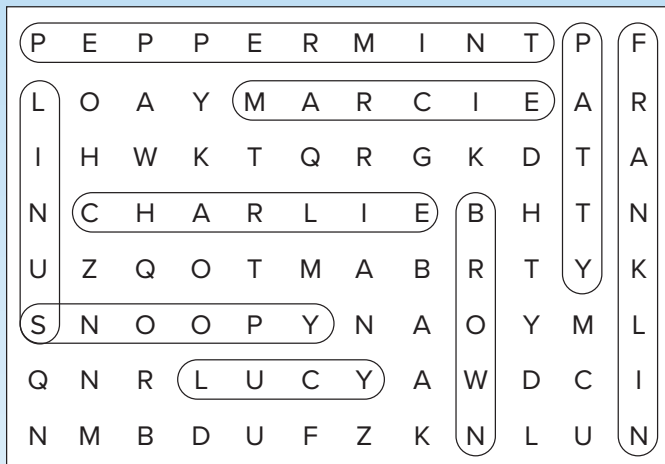 P E P P E R M I N T P F
L O A Y M A R C I E A R
I H W K T Q R G K D T A
N C H A R L I E B H T N
U Z Q O T M A B R T Y K
S N O O P Y N A O Y M L
Q N R L U C Y A W D C I
N M B D U F Z K N L U N